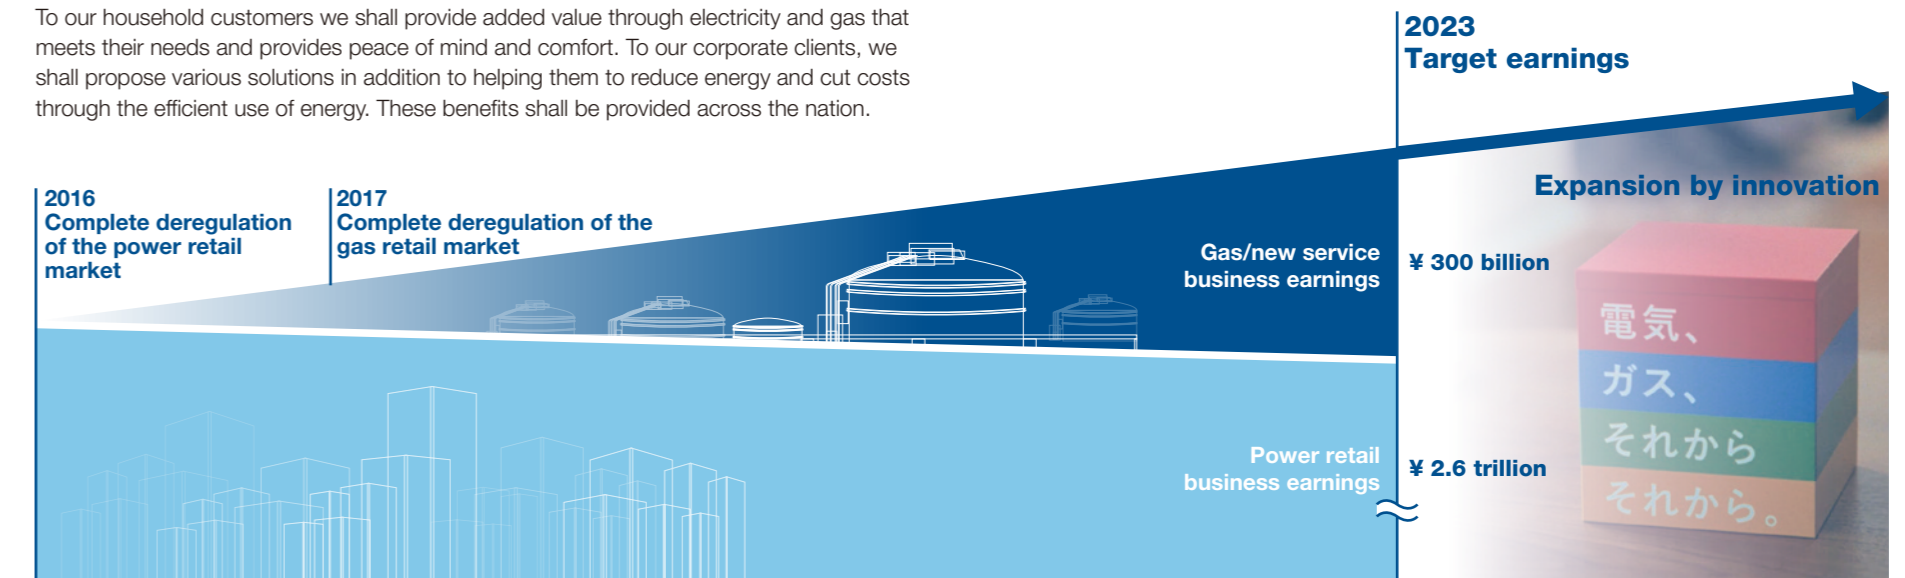 To our household customers we shall provide added value through electricity and gas that
meets their needs and provides peace of mind and comfort. To our corporate clients, we
shall propose various solutions in addition to helping them to reduce energy and cut costs
through the efficient use of energy. These benefits shall be provided across the nation.
2016
Complete deregulation
of the power retail
market
2017
Complete deregulation of the
gas retail market
2023
Target earnings
Expansion by innovation
Gas/new service
business earnings
¥ 300 billion
Power retail
business earnings
¥ 2.6 trillion
電気、
ガス、
それから
それから。